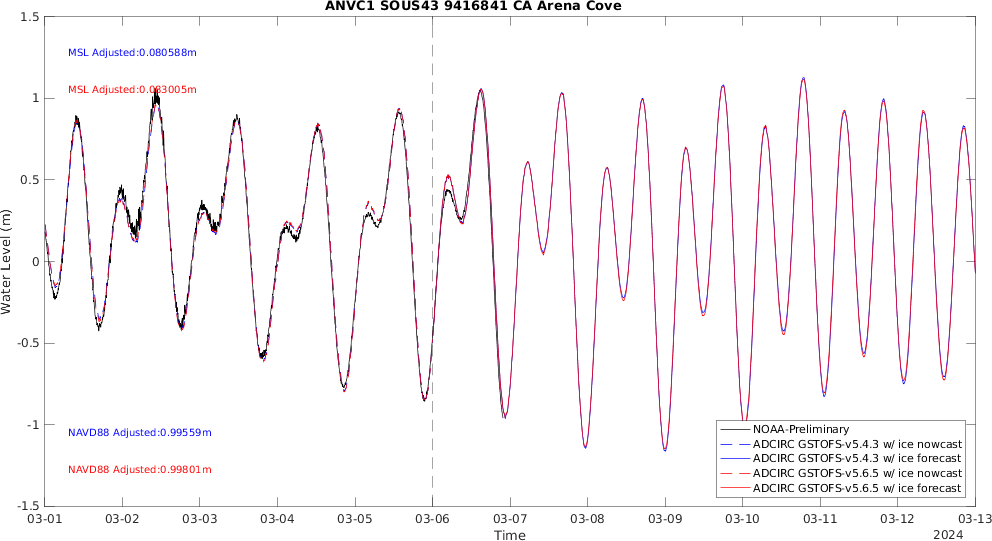 ANVC1 SOUS43 9416841 CA Arena Cove
MSL Adjusted:0.080588m
MSL Adjusted:0.083005m
NAVD88 Adjusted:0.99559m
NAVD88 Adjusted:0.99801m
Water Level (m)
1.5
1
0.5
0
-0.5
-1
-1.5
NOAA-Preliminary
ADCIRC GSTOFS-v5.4.3 w/ ice nowcast
ADCIRC GSTOFS-v5.4.3 w/ ice forecast
ADCIRC GSTOFS-v5.6.5 w/ ice nowcast
ADCIRC GSTOFS-v5.6.5 w/ ice forecast
03-01 03-02 03-03 03-04 03-05 03-06 03-07 03-08 03-09 03-10 03-11 03-12 03-13
Time
2024